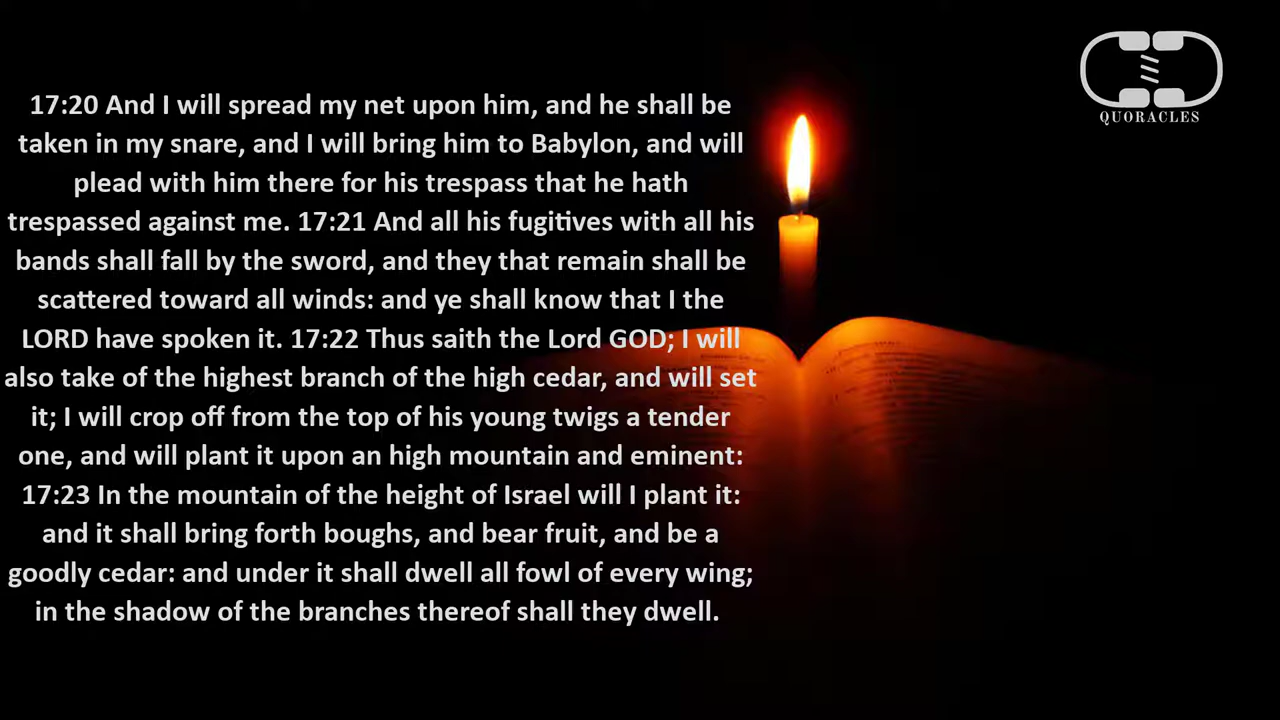 17:20 And I will spread my net upon him, and he shall be
taken in my snare, and I will bring him to Babylon, and will
plead with him there for his trespass that he hath
trespassed against me. 17:21 And all his fugitives with all his
bands shall fall by the sword, and they that remain shall be
scattered toward all winds: and ye shall know that I the
LORD have spoken it. 17:22 Thus saith the Lord GOD; I will
also take of the highest branch of the high cedar, and will set
it; I will crop off from the top of his young twigs a tender
one, and will plant it upon an high mountain and eminent:
17:23 In the mountain of the height of Israel will I plant it:
and it shall bring forth boughs, and bear fruit, and be a
goodly cedar: and under it shall dwell all fowl of every wing;
in the shadow of the branches thereof shall they dwell.
QUORACLES